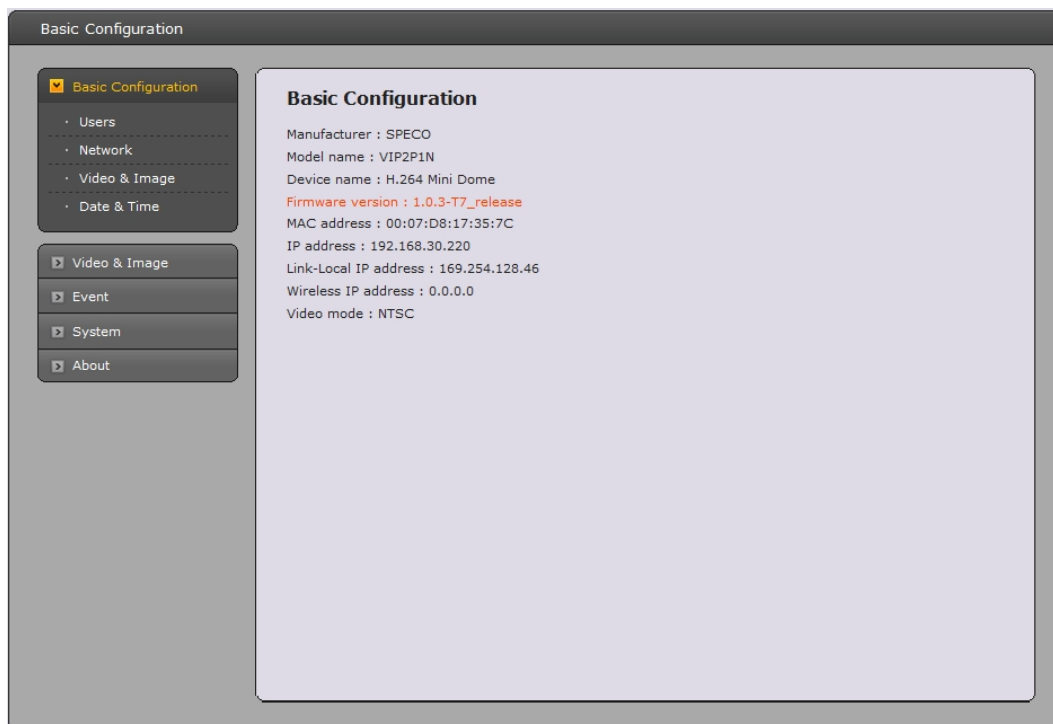 Basic Configuration
Basic Configuration
· Users
· Network
· Video & Image
· Date & Time
Video & Image
Event
System
About
Basic Configuration
Manufacturer : SPECO
Model name : VIP2P1N
Device name : H.264 Mini Dome
Firmware version : 1.0.3-T7_release
MAC address : 00:07:D8:17:35:7C
IP address : 192.168.30.220
Link-Local IP address : 169.254.128.46
Wireless IP address : 0.0.0.0
Video mode : NTSC